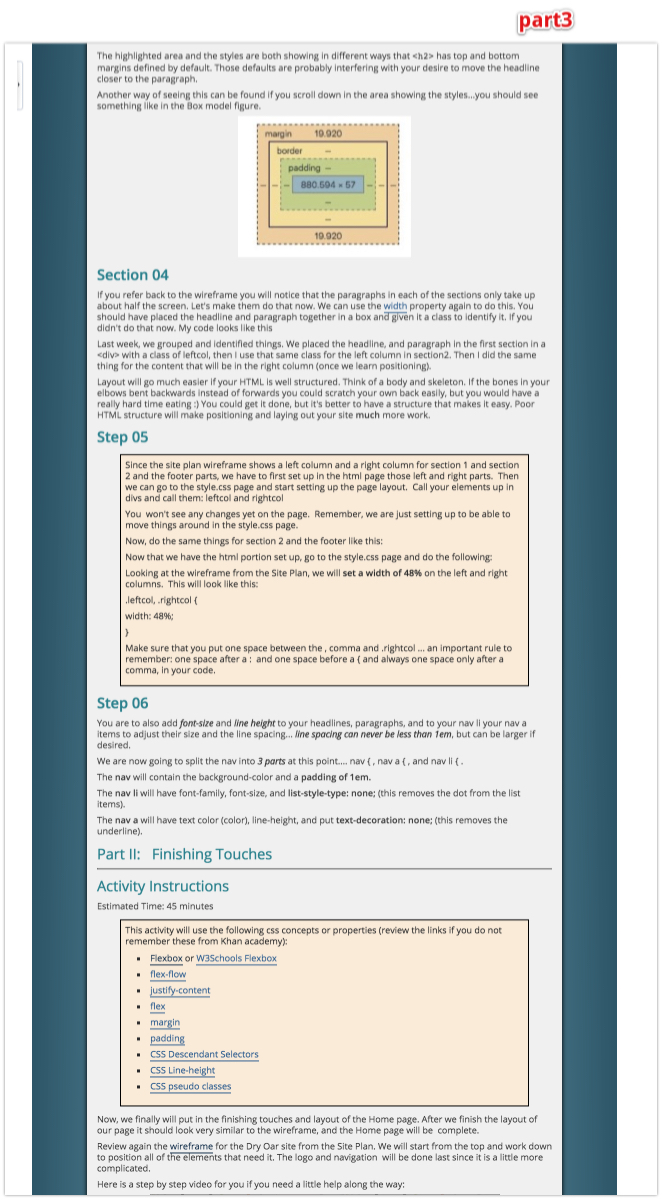 part3
The highlighted area and the styles are both showing in different ways that <h2> has top and bottom
margins defined by default. Those defaults are probably interfering with your desire to move the headline
closer to the paragraph.
Another way of seeing this can be found if you scroll down in the area showing the styles...you should see
something like in the Box model figure.
margin 19.920
border –
padding –
– – – 880.594 × 57 – – –
–
–
19.920
Section 04
If you refer back to the wireframe you will notice that the paragraphs in each of the sections only take up
about half the screen. Let's make them do that now. We can use the width property again to do this. You
should have placed the headline and paragraph together in a box and given it a class to identify it. If you
didn't do that now. My code looks like this
Last week, we grouped and identified things. We placed the headline, and paragraph in the first section in a
<div> with a class of leftcol, then I use that same class for the left column in section2. Then I did the same
thing for the content that will be in the right column (once we learn positioning).
Layout will go much easier if your HTML is well structured. Think of a body and skeleton. If the bones in your
elbows bent backwards instead of forwards you could scratch your own back easily, but you would have a
really hard time eating :) You could get it done, but it's better to have a structure that makes it easy. Poor
HTML structure will make positioning and laying out your site much more work.
Step 05
Since the site plan wireframe shows a left column and a right column for section 1 and section
2 and the footer parts, we have to first set up in the html page those left and right parts. Then
we can go to the style.css page and start setting up the page layout. Call your elements up in
divs and call them: leftcol and rightcol
You won't see any changes yet on the page. Remember, we are just setting up to be able to
move things around in the style.css page.
Now, do the same things for section 2 and the footer like this:
Now that we have the html portion set up, go to the style.css page and do the following:
Looking at the wireframe from the Site Plan, we will set a width of 48% on the left and right
columns. This will look like this:
.leftcol, .rightcol {
width: 48%;
}
Make sure that you put one space between the , comma and .rightcol ... an important rule to
remember: one space after a : and one space before a { and always one space only after a
comma, in your code.
Step 06
You are to also add font-size and line height to your headlines, paragraphs, and to your nav li your nav a
items to adjust their size and the line spacing... line spacing can never be less than 1em, but can be larger if
desired.
We are now going to split the nav into 3 parts at this point.... nav { , nav a { , and nav li { .
The nav will contain the background-color and a padding of 1em.
The nav li will have font-family, font-size, and list-style-type: none; (this removes the dot from the list
items).
The nav a will have text color (color), line-height, and put text-decoration: none; (this removes the
underline).
Part II: Finishing Touches
Activity Instructions
Estimated Time: 45 minutes
This activity will use the following css concepts or properties (review the links if you do not
remember these from Khan academy):
▪ Flexbox or W3Schools Flexbox
▪ flex-flow
▪ justify-content
▪ flex
▪ margin
▪ padding
▪ CSS Descendant Selectors
▪ CSS Line-height
▪ CSS pseudo classes
Now, we finally will put in the finishing touches and layout of the Home page. After we finish the layout of
our page it should look very similar to the wireframe, and the Home page will be complete.
Review again the wireframe for the Dry Oar site from the Site Plan. We will start from the top and work down
to position all of the elements that need it. The logo and navigation will be done last since it is a little more
complicated.
Here is a step by step video for you if you need a little help along the way: